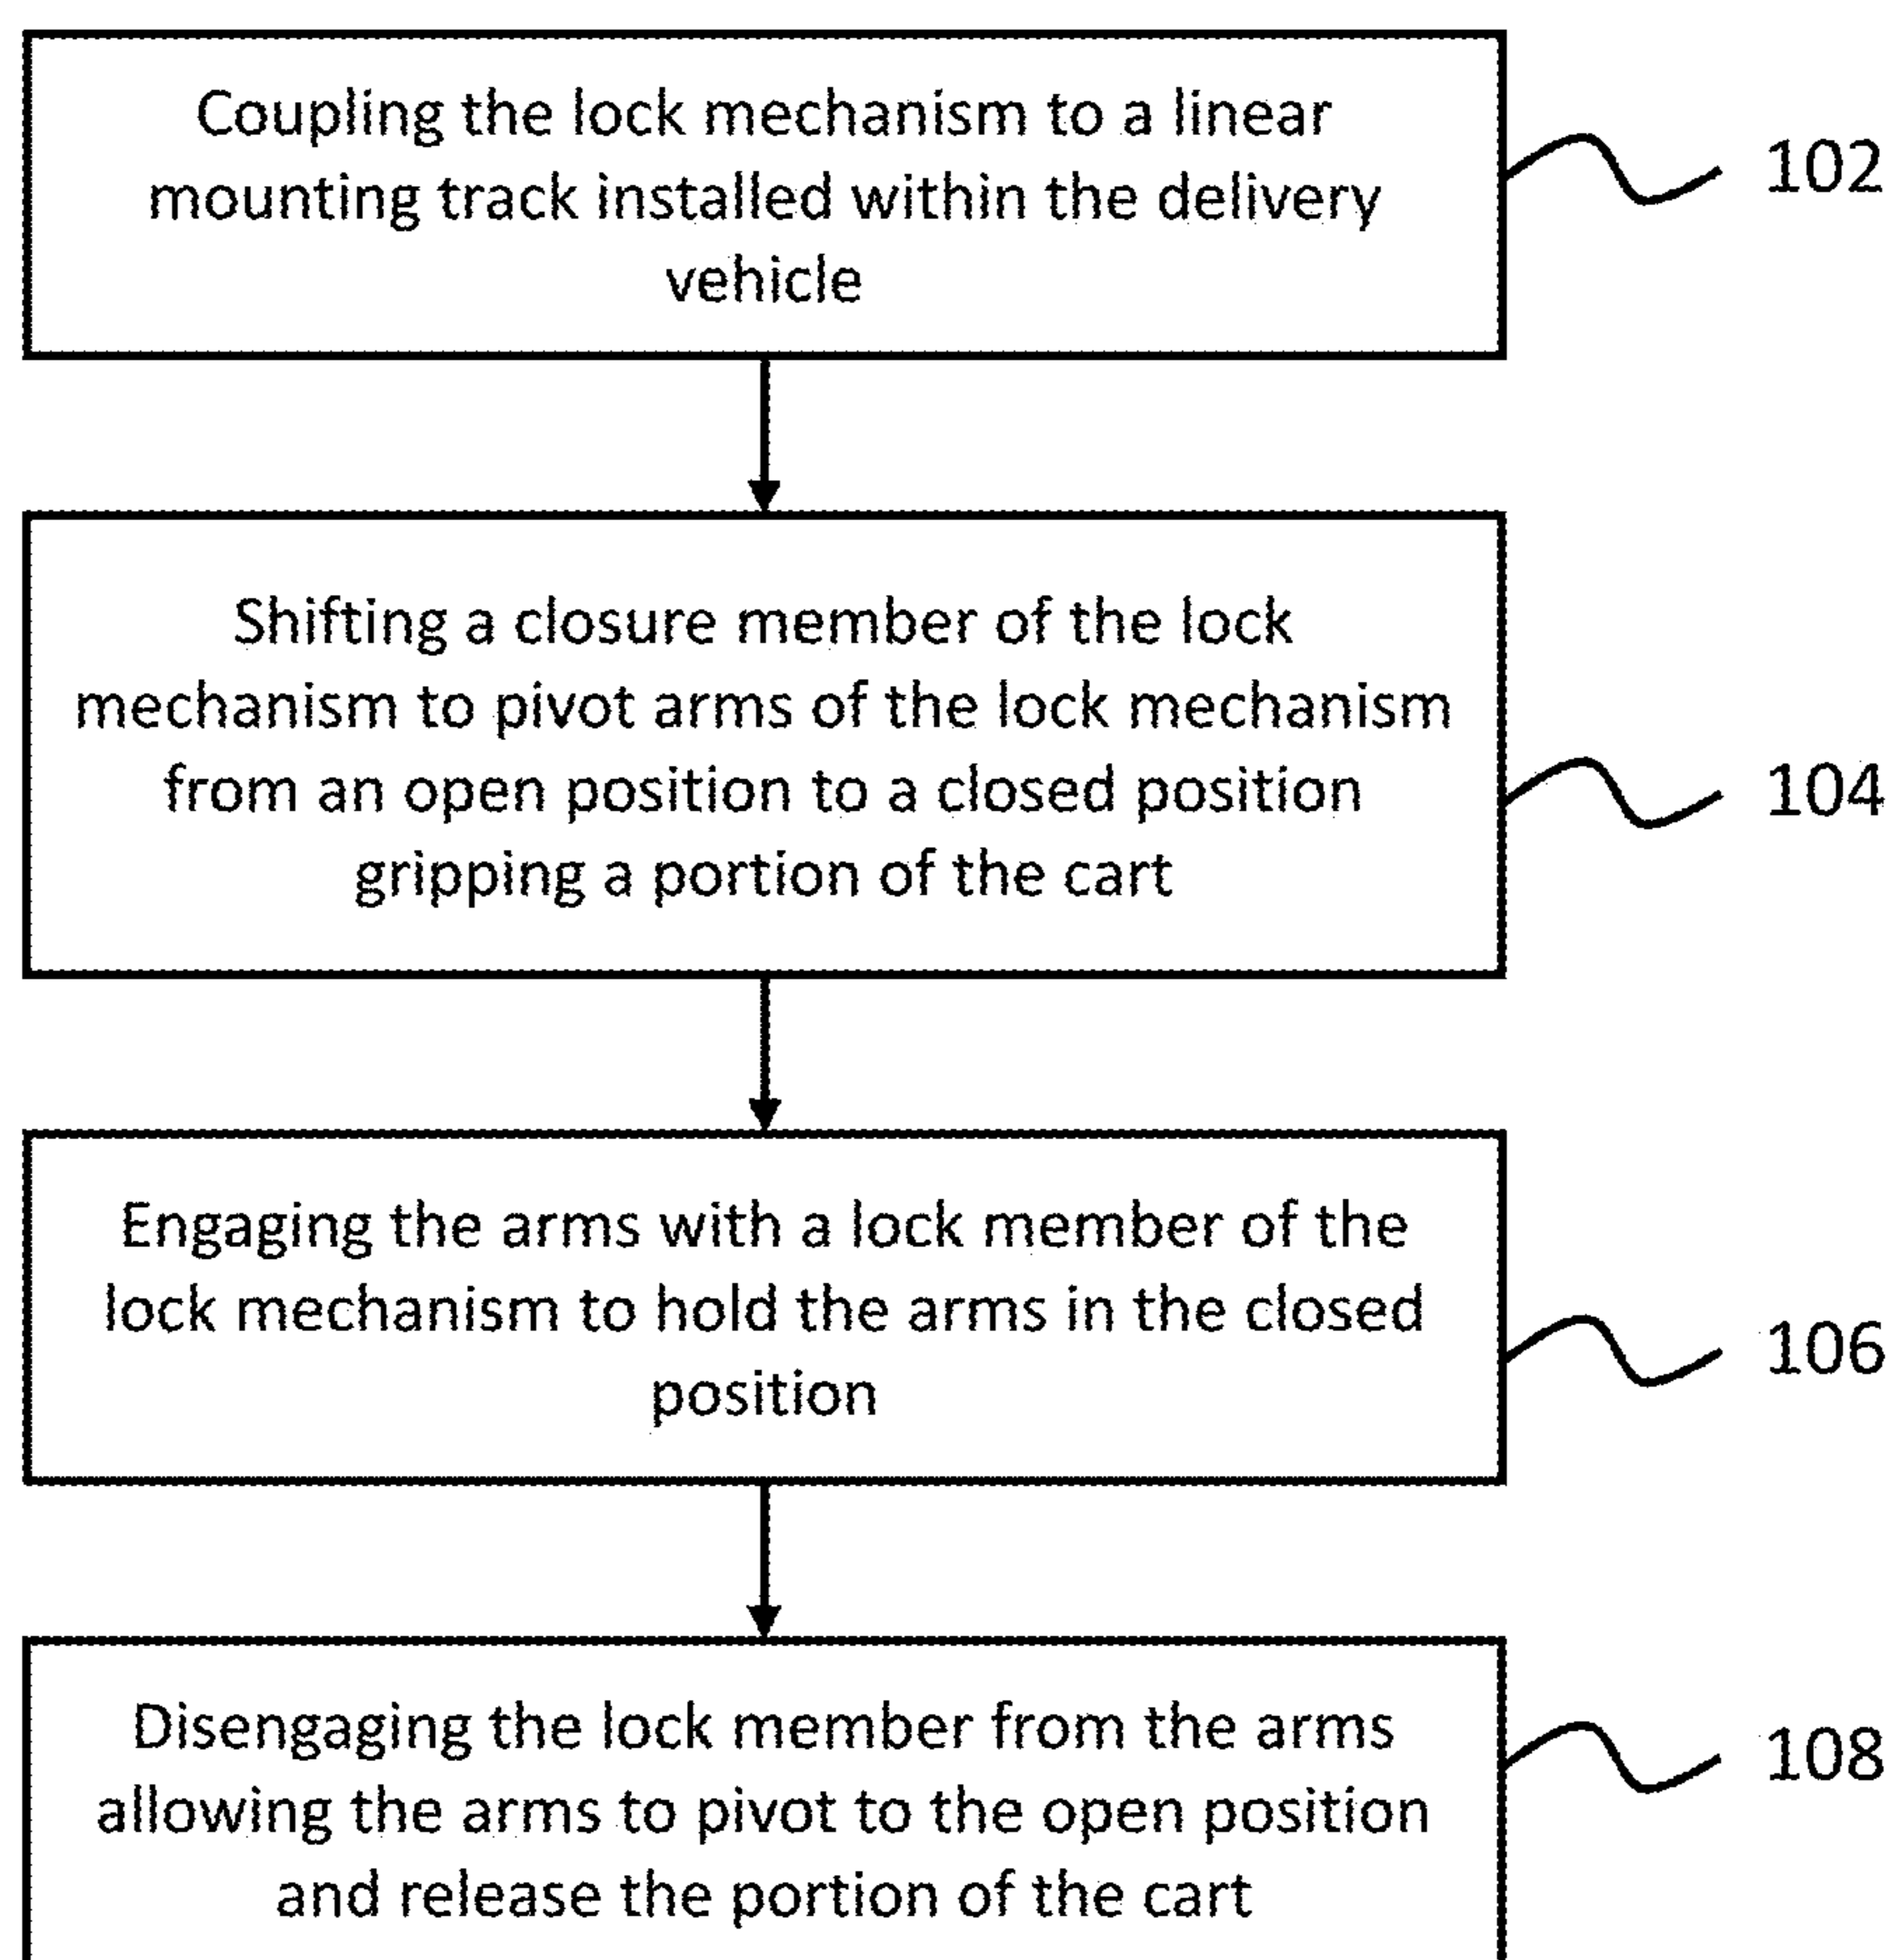 Coupling the lock mechanism to a linear
mounting track installed within the delivery
vehicle
102
Shifting a closure member of the lock
mechanism to pivot arms of the lock mechanism
from an open position to a closed position
gripping a portion of the cart
104
Engaging the arms with a lock member of the
lock mechanism to hold the arms in the closed
position
106
Disengaging the lock member from the arms
allowing the arms to pivot to the open position
and release the portion of the cart
108